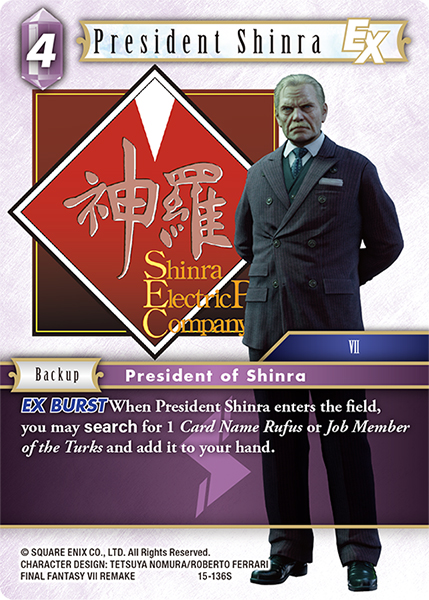 4
President Shinra
EX
神羅
Shinra
Electric P
Company
VII
Backup
President of Shinra
EX BURST When President Shinra enters the field,
you may search for 1 Card Name Rufus or Job Member
of the Turks and add it to your hand.
© SQUARE ENIX CO., LTD. All Rights Reserved.
CHARACTER DESIGN: TETSUYA NOMURA/ROBERTO FERRARI
FINAL FANTASY VII REMAKE 15-136S